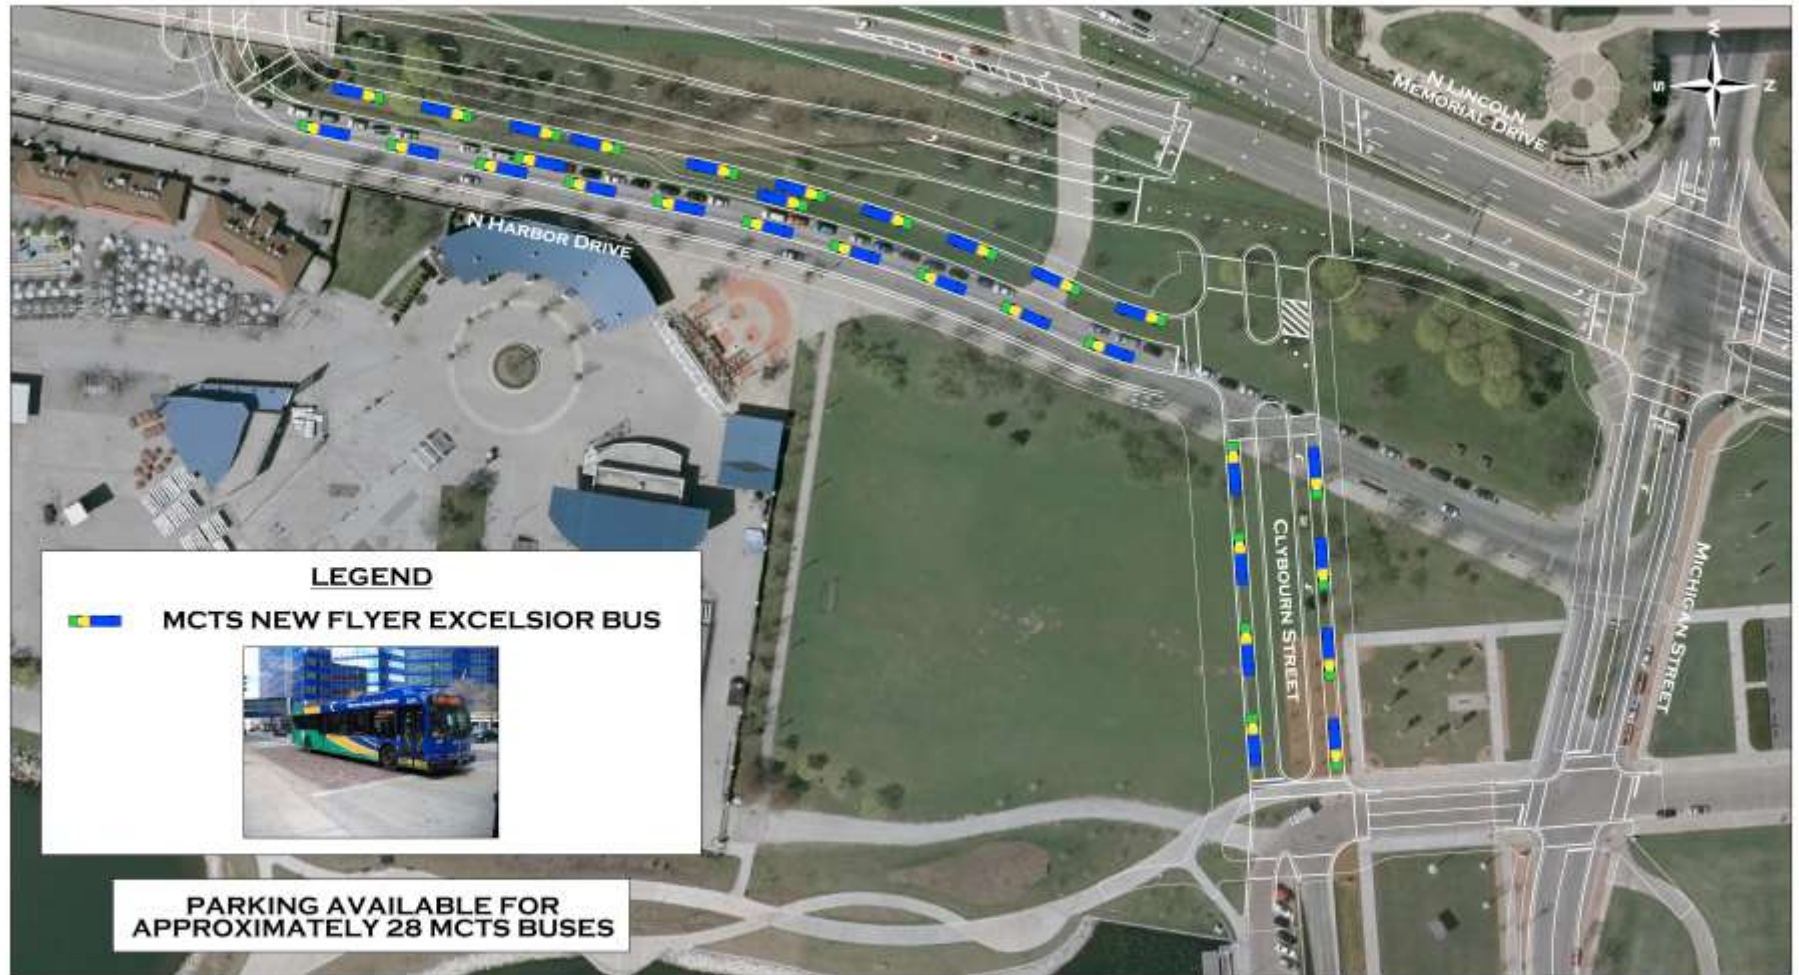 W
S
N
E
N LINCOLN
MEMORIAL DRIVE
N HARBOR DRIVE
CLYBOURN STREET
MICHIGAN STREET
LEGEND
MCTS NEW FLYER EXCELSIOR BUS
PARKING AVAILABLE FOR
APPROXIMATELY 28 MCTS BUSES